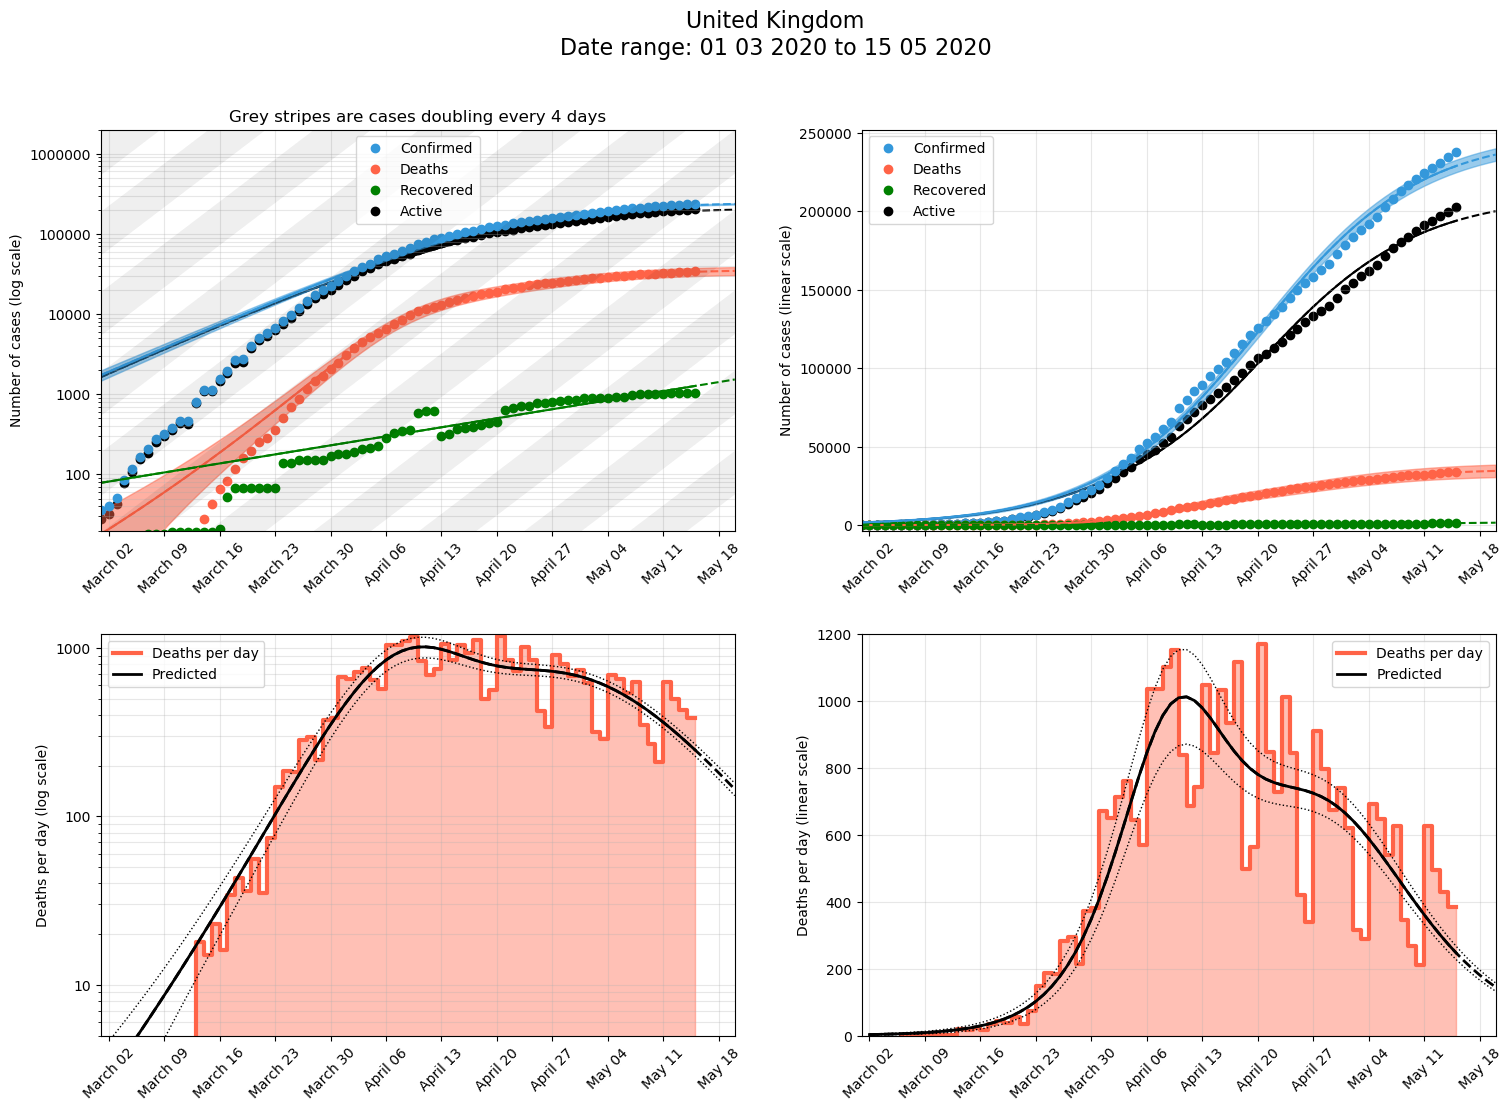 United Kingdom
Date range: 01 03 2020 to 15 05 2020
Grey stripes are cases doubling every 4 days
Number of cases (log scale)
1000000
100000
10000
1000
100
Confirmed
Deaths
Recovered
Active
March 02
March 09
March 16
March 23
March 30
April 06
April 13
April 20
April 27
May 04
May 11
May 18
Number of cases (linear scale)
250000
200000
150000
100000
50000
0
Confirmed
Deaths
Recovered
Active
March 02
March 09
March 16
March 23
March 30
April 06
April 13
April 20
April 27
May 04
May 11
May 18
Deaths per day (log scale)
1000
100
10
Deaths per day
Predicted
March 02
March 09
March 16
March 23
March 30
April 06
April 13
April 20
April 27
May 04
May 11
May 18
Deaths per day (linear scale)
1200
1000
800
600
400
200
0
Deaths per day
Predicted
March 02
March 09
March 16
March 23
March 30
April 06
April 13
April 20
April 27
May 04
May 11
May 18